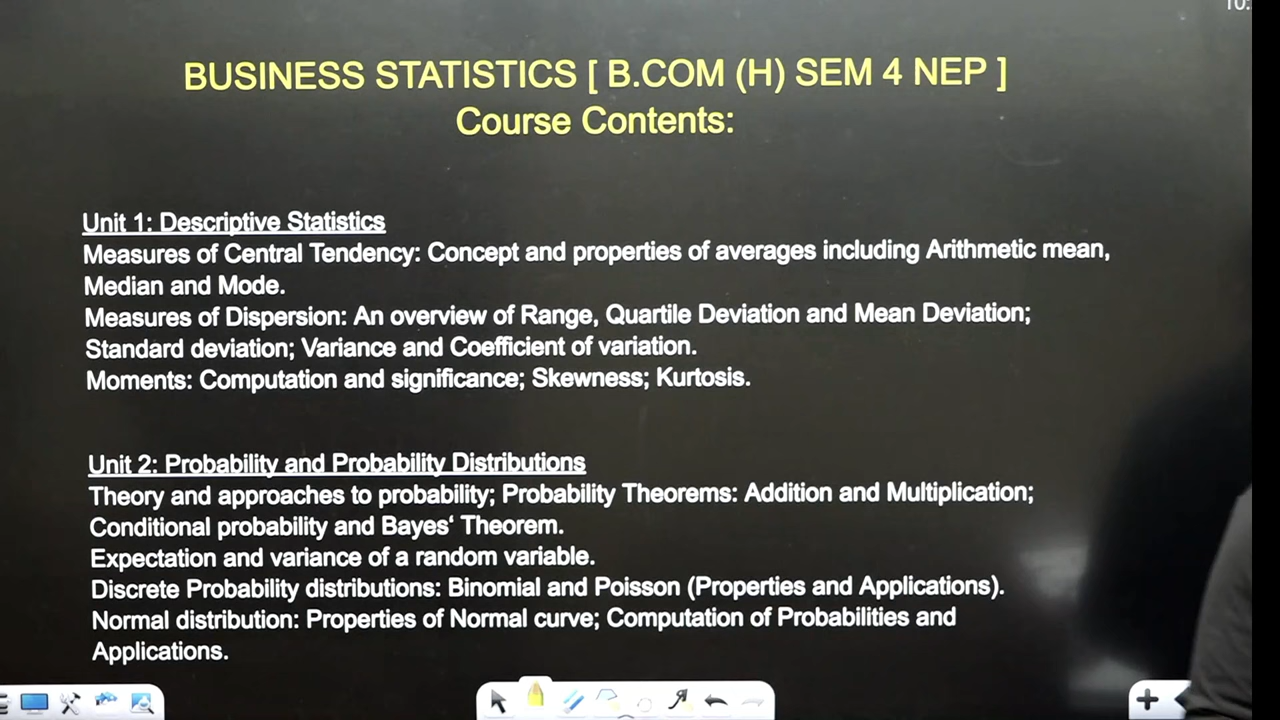 10:
BUSINESS STATISTICS [ B.COM (H) SEM 4 NEP ]
Course Contents:
Unit 1: Descriptive Statistics
Measures of Central Tendency: Concept and properties of averages including Arithmetic mean,
Median and Mode.
Measures of Dispersion: An overview of Range, Quartile Deviation and Mean Deviation;
Standard deviation; Variance and Coefficient of variation.
Moments: Computation and significance; Skewness; Kurtosis.
Unit 2: Probability and Probability Distributions
Theory and approaches to probability; Probability Theorems: Addition and Multiplication;
Conditional probability and Bayes‘ Theorem.
Expectation and variance of a random variable.
Discrete Probability distributions: Binomial and Poisson (Properties and Applications).
Normal distribution: Properties of Normal curve; Computation of Probabilities and
Applications.